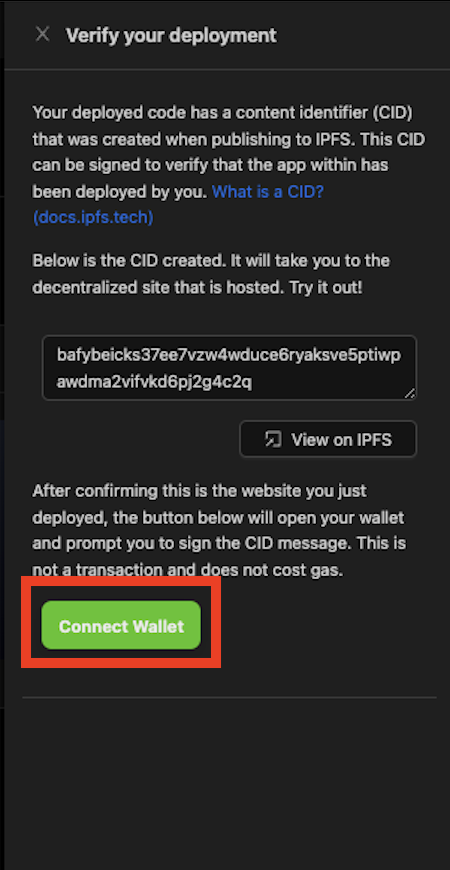 Verify your deployment
Your deployed code has a content identifier (CID)
that was created when publishing to IPFS. This CID
can be signed to verify that the app within has
been deployed by you. What is a CID?
(docs.ipfs.tech)
Below is the CID created. It will take you to the
decentralized site that is hosted. Try it out!
bafybeicks37ee7vzw4wduce6ryaksve5ptiwp
awdma2vifvkd6pj2g4c2q
View on IPFS
After confirming this is the website you just
deployed, the button below will open your wallet
and prompt you to sign the CID message. This is
not a transaction and does not cost gas.
Connect Wallet